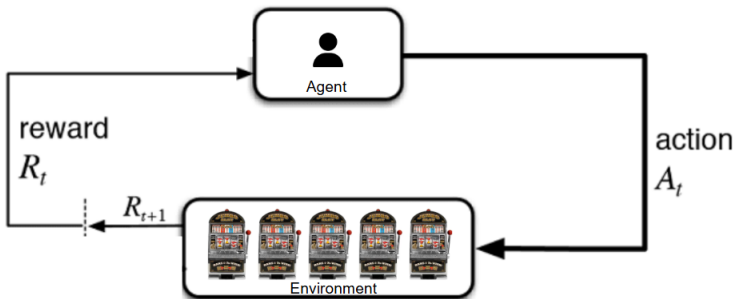 Agent
reward
R_t
action
A_t
R_{t+1}
Environment